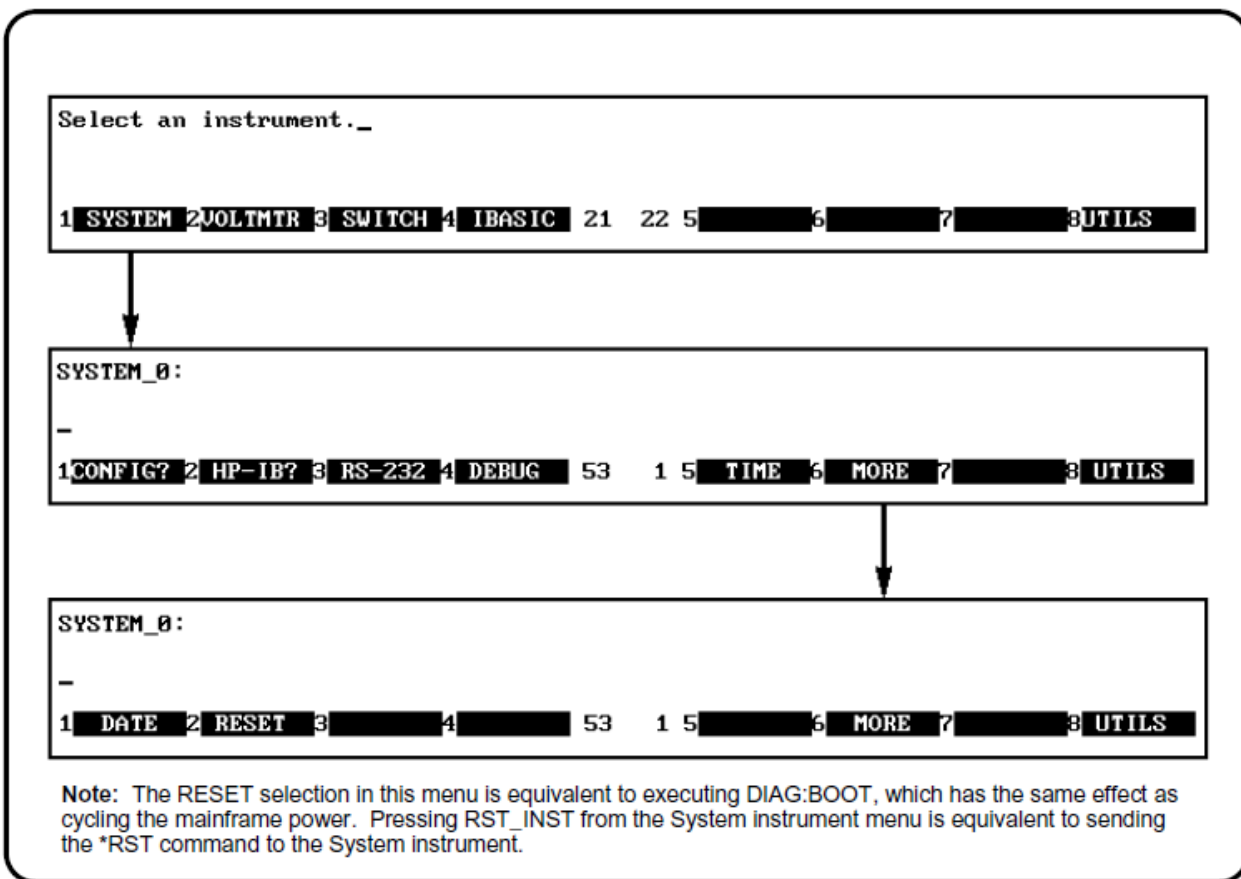 Select an instrument._
1 SYSTEM 2VOLTMTR 3 SWITCH 4 IBASIC 21 22 5 6 7 8UTILS
SYSTEM_0:
_
1CONFIG? 2 HP-IB? 3 RS-232 4 DEBUG 53 1 5 TIME 6 MORE 7 8 UTILS
SYSTEM_0:
_
1 DATE 2 RESET 3 4 53 1 5 6 MORE 7 8 UTILS
Note: The RESET selection in this menu is equivalent to executing DIAG:BOOT, which has the same effect as
cycling the mainframe power. Pressing RST_INST from the System instrument menu is equivalent to sending
the *RST command to the System instrument.